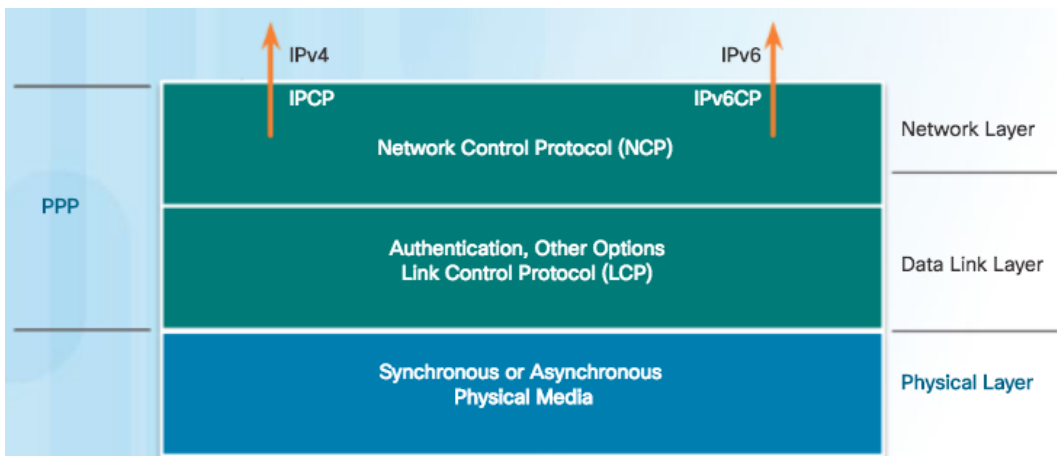 IPv4
IPv6
IPCP
IPv6CP
Network Control Protocol (NCP)
Network Layer
PPP
Authentication, Other Options
Link Control Protocol (LCP)
Data Link Layer
Synchronous or Asynchronous
Physical Media
Physical Layer